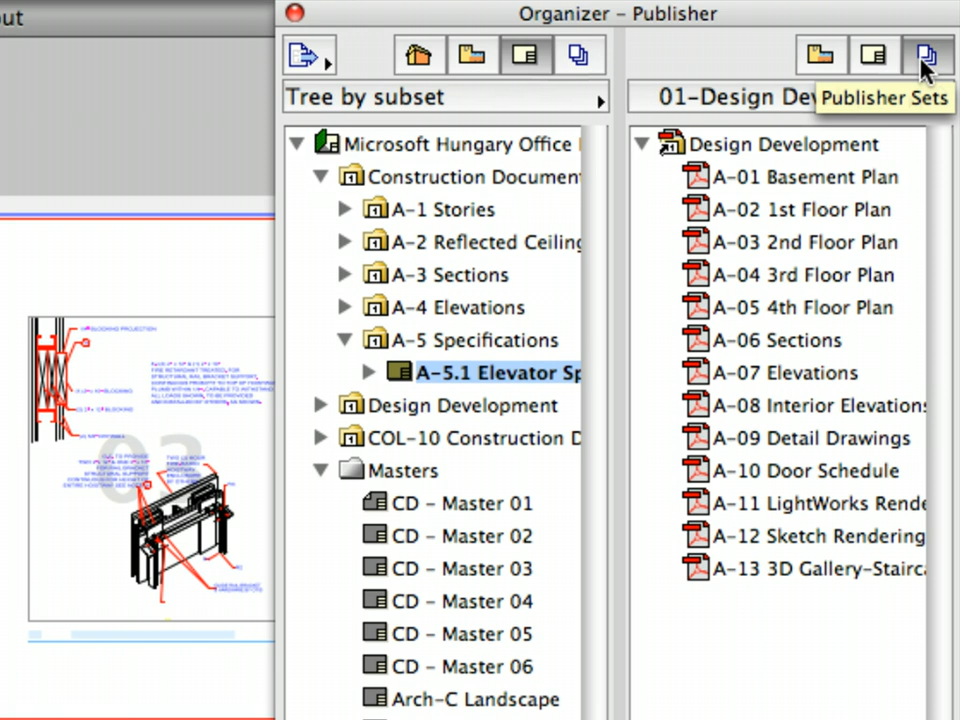 out
Organizer – Publisher
Tree by subset
01-Design Dev
Publisher Sets
Microsoft Hungary Office
Construction Documen
A-1 Stories
A-2 Reflected Ceiling
A-3 Sections
A-4 Elevations
A-5 Specifications
A-5.1 Elevator Sp
Design Development
COL-10 Construction D
Masters
CD - Master 01
CD - Master 02
CD - Master 03
CD - Master 04
CD - Master 05
CD - Master 06
Arch-C Landscape
Design Development
A-01 Basement Plan
A-02 1st Floor Plan
A-03 2nd Floor Plan
A-04 3rd Floor Plan
A-05 4th Floor Plan
A-06 Sections
A-07 Elevations
A-08 Interior Elevations
A-09 Detail Drawings
A-10 Door Schedule
A-11 LightWorks Rende
A-12 Sketch Rendering
A-13 3D Gallery-Stairca
03